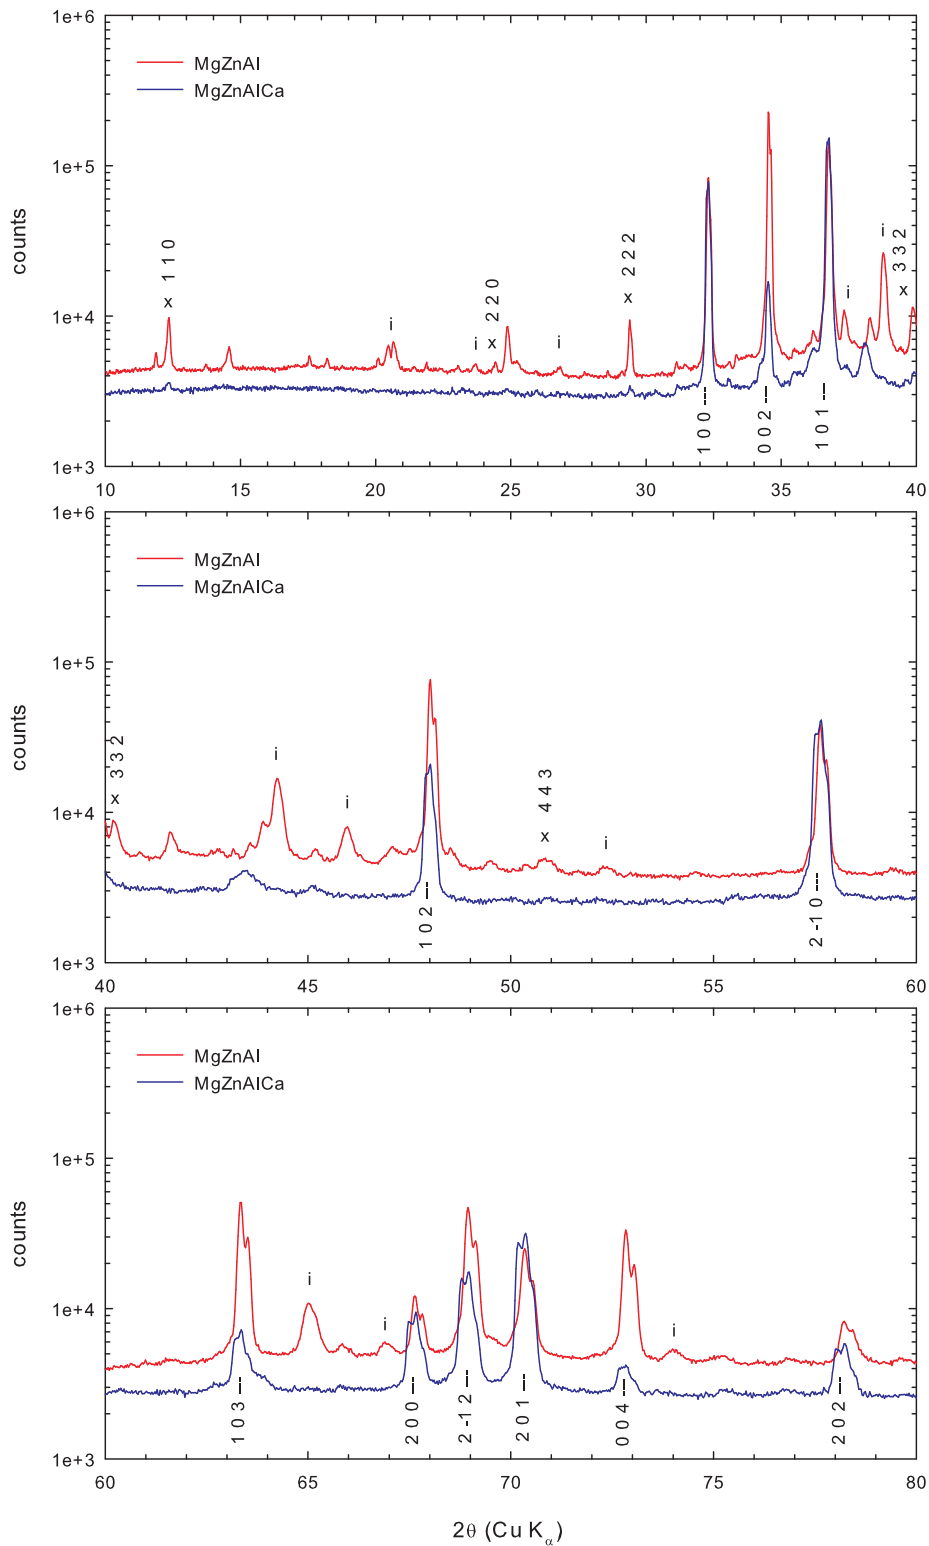 1e+6
MgZnAl
MgZnAlCa
1e+5
counts
x 1 1 0
i
i
x 2 2 0
i
x 2 2 2
i
i
x 3 3 2
1e+4
1 0 0
0 0 2
1 0 1
1e+3
10 15 20 25 30 35 40
1e+6
MgZnAl
MgZnAlCa
1e+5
counts
x 3 3 2
i
i
x 4 4 3
i
1e+4
1 0 2
2 -1 0
1e+3
40 45 50 55 60
1e+6
MgZnAl
MgZnAlCa
1e+5
counts
i
i
i
1e+4
1 0 3
2 0 0
2 -1 2
2 0 1
0 0 4
2 0 2
1e+3
60 65 70 75 80
2θ (Cu Kα)